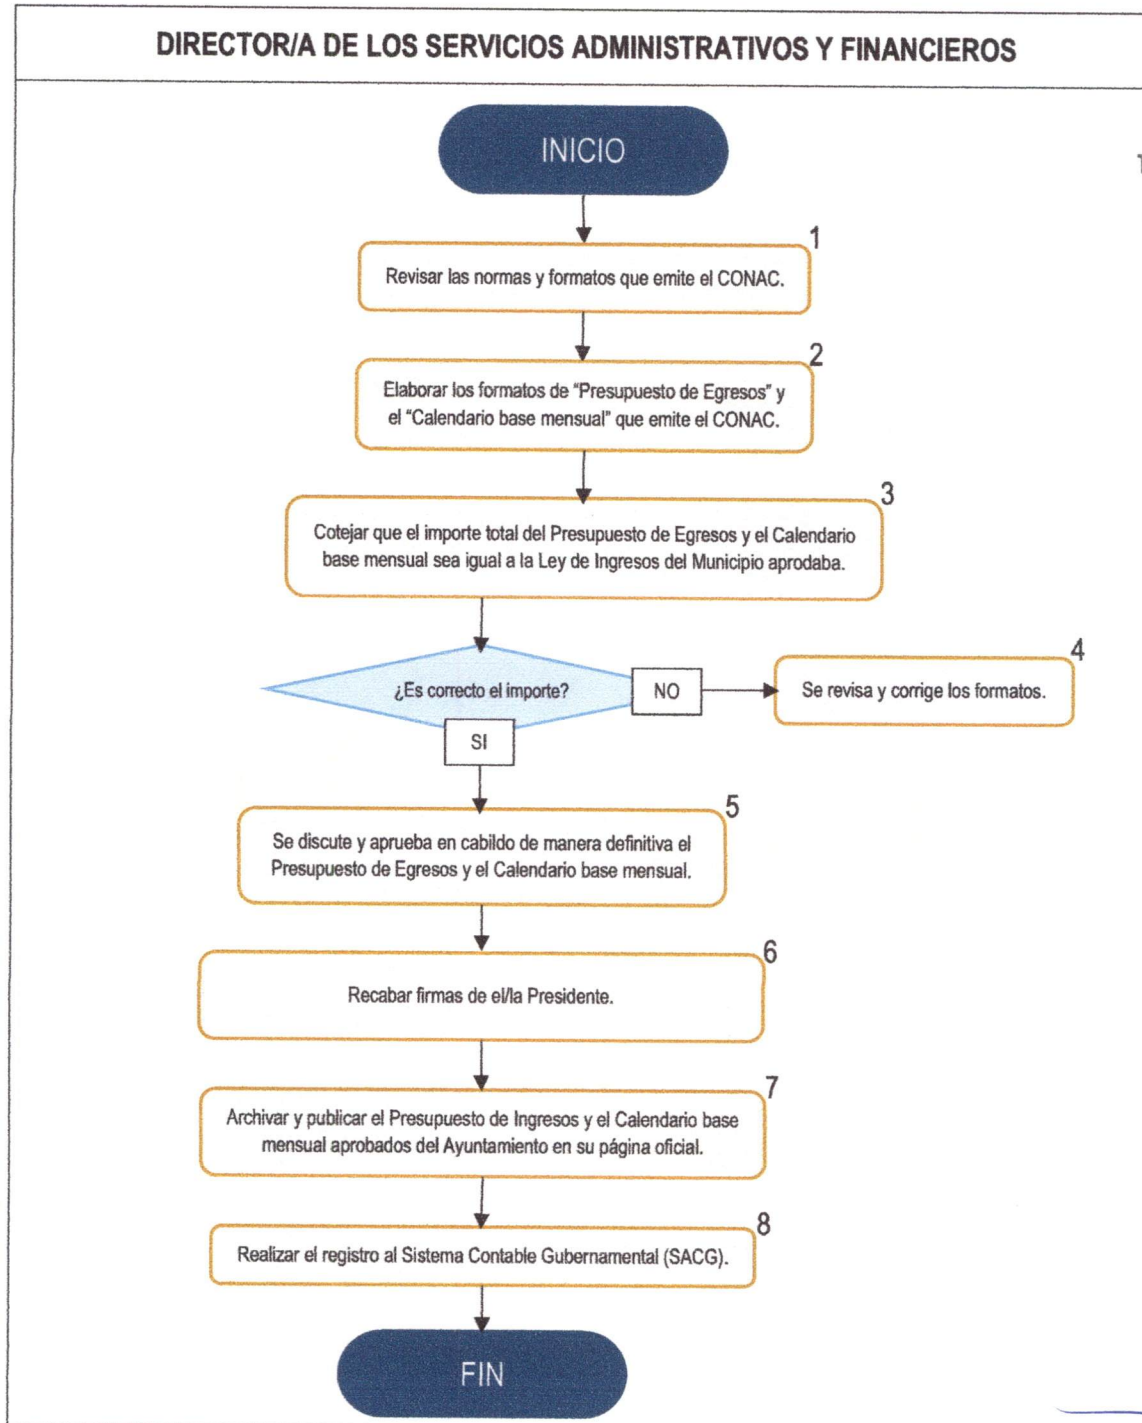 DIRECTOR/A DE LOS SERVICIOS ADMINISTRATIVOS Y FINANCIEROS
INICIO
1
Revisar las normas y formatos que emite el CONAC.
2
Elaborar los formatos de “Presupuesto de Egresos” y
el “Calendario base mensual” que emite el CONAC.
3
Cotejar que el importe total del Presupuesto de Egresos y el Calendario
base mensual sea igual a la Ley de Ingresos del Municipio aprodaba.
¿Es correcto el importe?
NO
4
Se revisa y corrige los formatos.
SI
5
Se discute y aprueba en cabildo de manera definitiva el
Presupuesto de Egresos y el Calendario base mensual.
6
Recabar firmas de el/la Presidente.
7
Archivar y publicar el Presupuesto de Ingresos y el Calendario base
mensual aprobados del Ayuntamiento en su página oficial.
8
Realizar el registro al Sistema Contable Gubernamental (SACG).
FIN